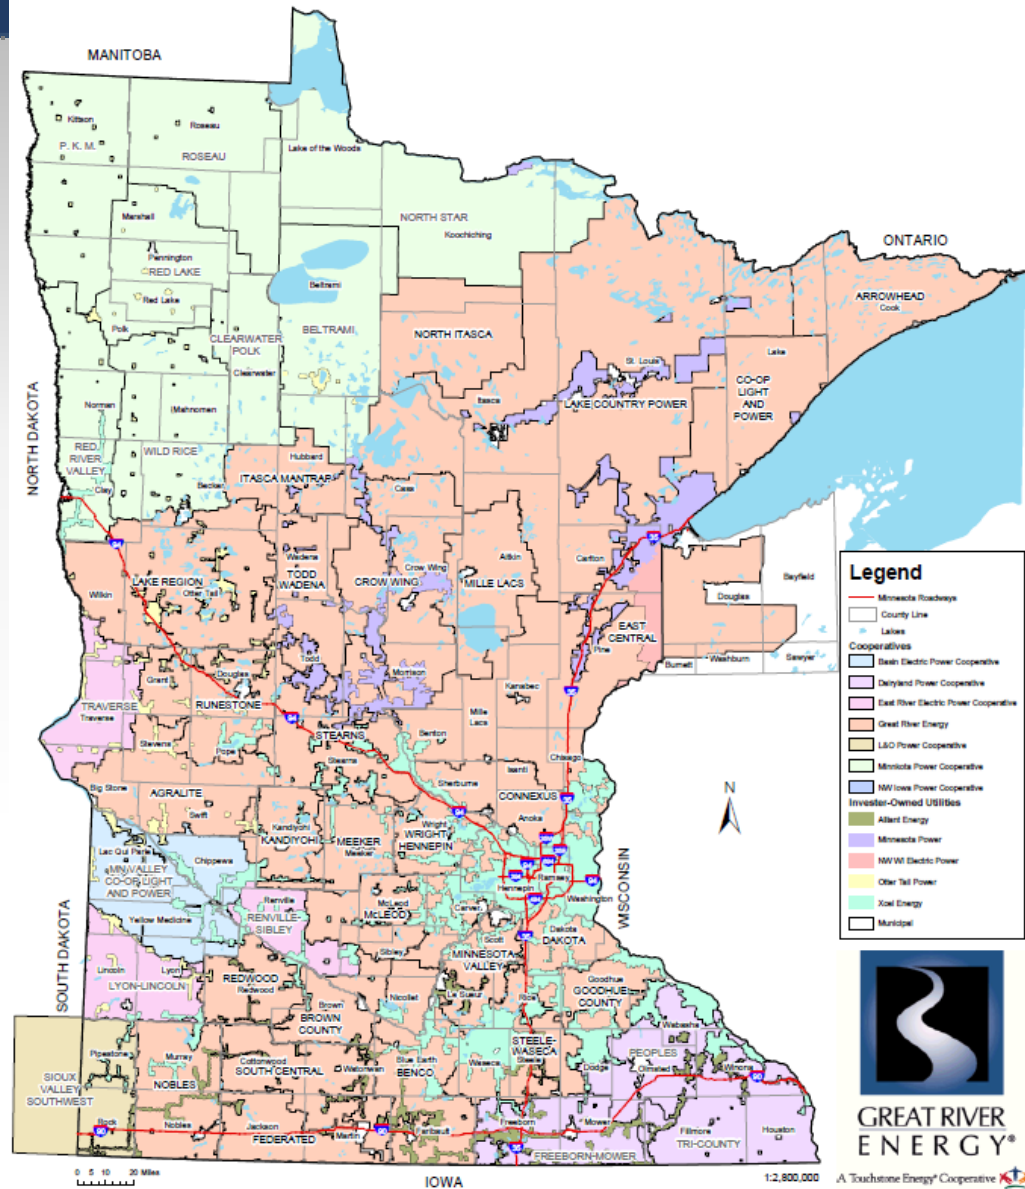 MANITOBA
Kittson
P. K. M.
Roseau
ROSEAU
Lake of the Woods
NORTH STAR
Koochiching
Marshall
Pennington
RED LAKE
Red Lake
Polk
CLEARWATER
POLK
Clearwater
Beltrami
BELTRAMI
ONTARIO
ARROWHEAD
Cook
NORTH ITASCA
Lake
St. Louis
CO-OP
LIGHT
AND
POWER
Itasca
LAKE COUNTRY POWER
NORTH DAKOTA
Norman
Mahnomen
RED
RIVER
VALLEY
WILD RICE
Clay
Becker
Hubbard
ITASCA MANTRAP
Cass
94
LAKE REGION
Otter Tail
Wilkin
Wadena
TODD
WADENA
Crow Wing
CROW WING
Aitkin
MILLE LACS
Carlton
35
EAST
CENTRAL
Pine
Douglas
Bayfield
Burnett
Washburn
Sawyer
TRAVERSE
Traverse
Grant
Douglas
RUNESTONE
Todd
Morrison
Kanabec
35
94
Mille
Lacs
Stevens
Pope
STEARNS
Stearns
Benton
Isanti
Chisago
Big Stone
AGRALITE
Swift
Sherburne
CONNEXUS
Anoka
94
Wright
WRIGHT
HENNEPIN
Kandiyohi
KANDIYOHI
MEEKER
Meeker
Lac Qui Parle
Chippewa
MN VALLEY
CO-OP LIGHT
AND POWER
Yellow Medicine
Renville
RENVILLE-
SIBLEY
McLeod
McLEOD
Carver
Hennepin
Ramsey
Washington
WISCONSIN
Scott
Dakota
DAKOTA
MINNESOTA
VALLEY
Sibley
SOUTH DAKOTA
Lincoln
Lyon
LYON-LINCOLN
REDWOOD
Redwood
Brown
BROWN
COUNTY
Nicollet
Le Sueur
Rice
Goodhue
GOODHUE
COUNTY
Wabasha
PEOPLES
Olmsted
Winona
90
STEELE-
WASECA
Steele
Waseca
Dodge
Pipestone
Murray
NOBLES
Cottonwood
SOUTH CENTRAL
Watonwan
Blue Earth
BENCO
SIOUX
VALLEY
SOUTHWEST
Rock
90
Nobles
Jackson
FEDERATED
Martin
90
Faribault
Freeborn
Mower
FREEBORN-MOWER
Fillmore
TRI-COUNTY
Houston
IOWA
0 5 10 20 Miles
1:2,800,000
N
Legend
Minnesota Roadways
County Line
Lakes
Cooperatives
Basin Electric Power Cooperative
Dairyland Power Cooperative
East River Electric Power Cooperative
Great River Energy
L&O Power Cooperative
Minnkota Power Cooperative
NW Iowa Power Cooperative
Invester-Owned Utilities
Allant Energy
Minnesota Power
NW WI Electric Power
Otter Tail Power
Xcel Energy
Municipal
GREAT RIVER
ENERGY®
A Touchstone Energy® Cooperative